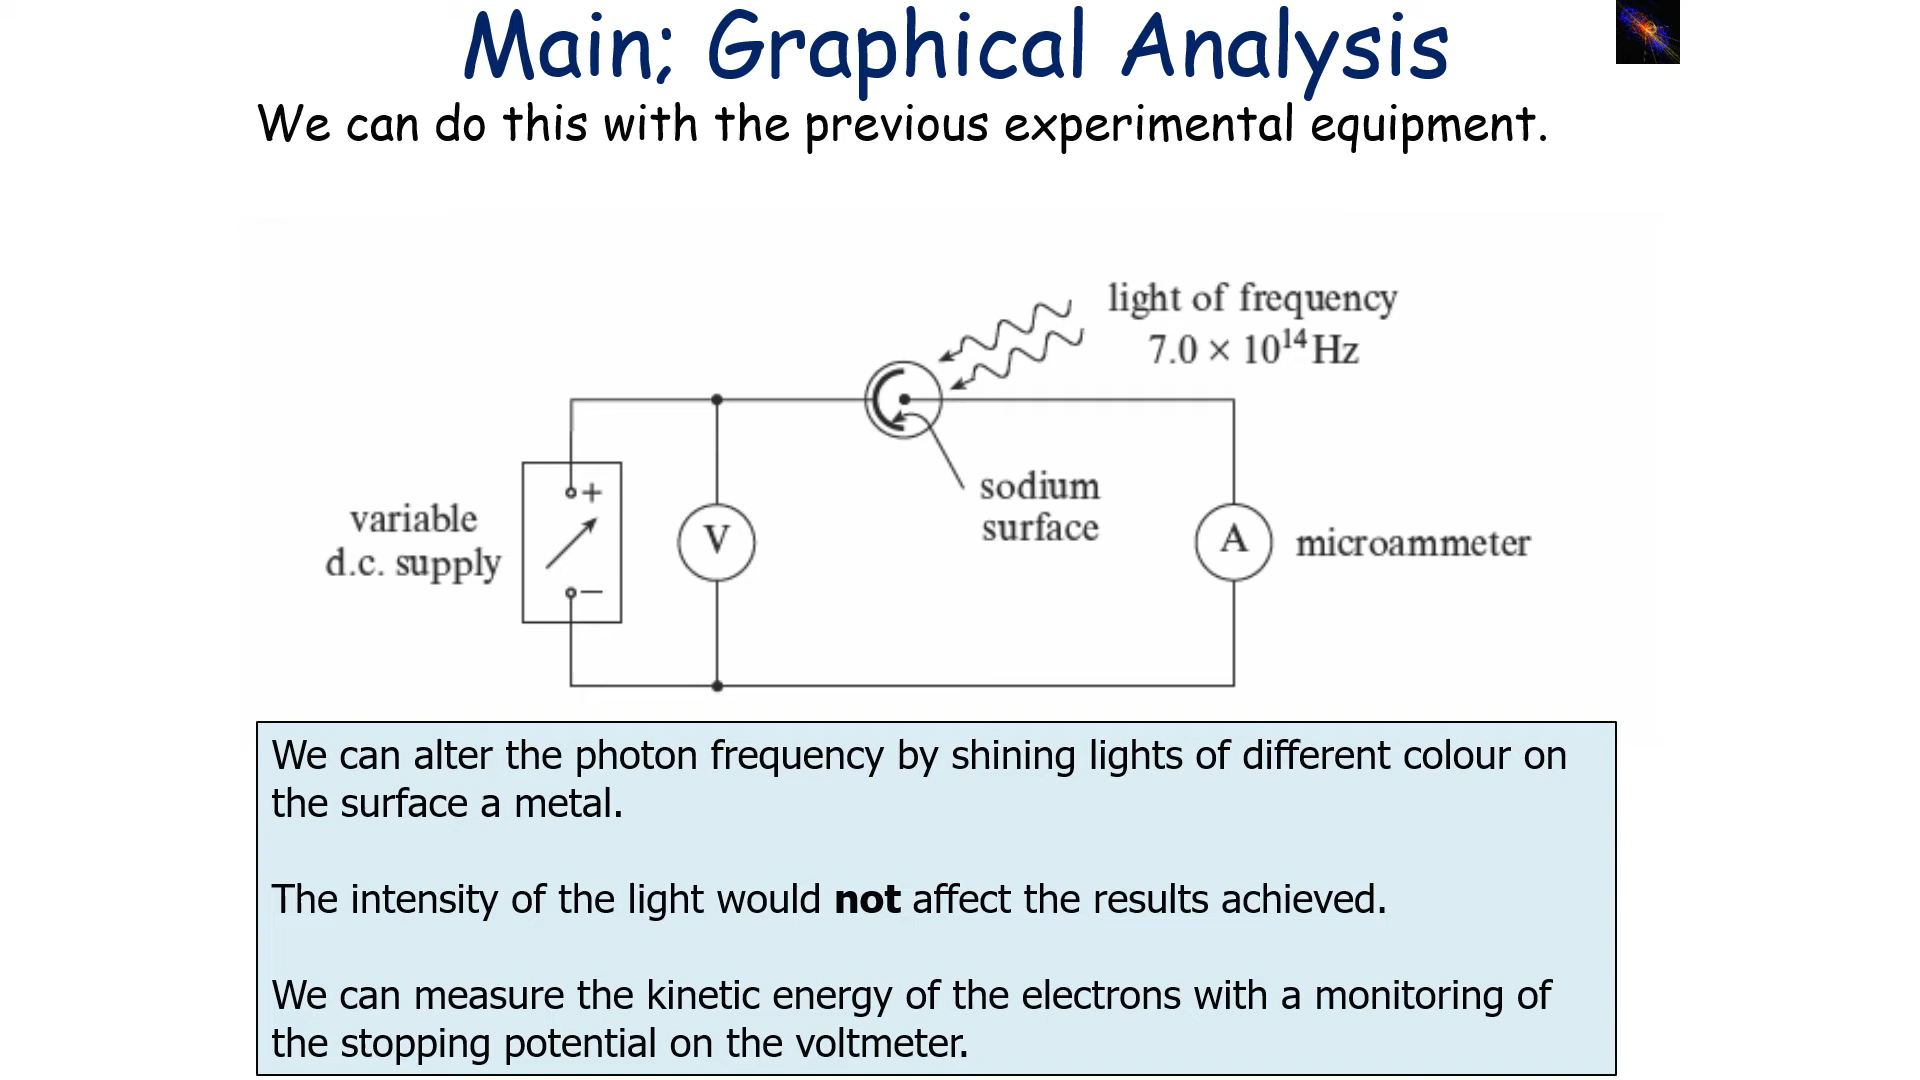 Main; Graphical Analysis
We can do this with the previous experimental equipment.
light of frequency
7.0 × 10¹⁴ Hz
+
variable
d.c. supply
−
V
sodium
surface
A
microammeter
We can alter the photon frequency by shining lights of different colour on
the surface a metal.
The intensity of the light would not affect the results achieved.
We can measure the kinetic energy of the electrons with a monitoring of
the stopping potential on the voltmeter.